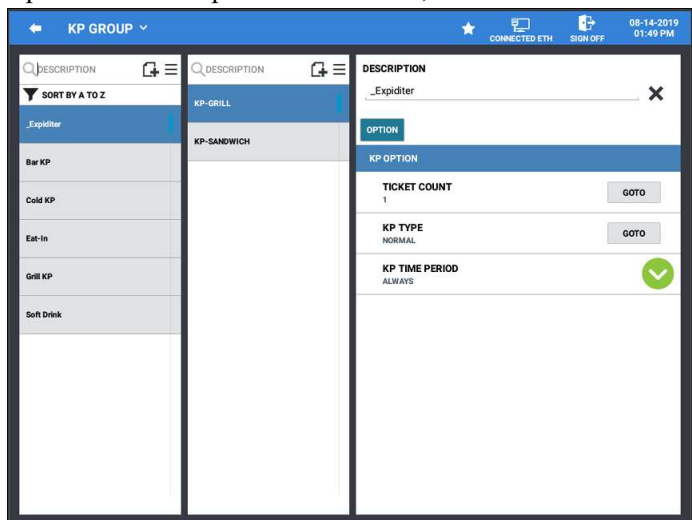 KP GROUP
CONNECTED ETH
SIGN OFF
08-14-2019
01:49 PM
DESCRIPTION
SORT BY A TO Z
_Expiditer
Bar KP
Cold KP
Eat-In
Grill KP
Soft Drink
DESCRIPTION
KP-GRILL
KP-SANDWICH
DESCRIPTION
_Expiditer
OPTION
KP OPTION
TICKET COUNT
1
GOTO
KP TYPE
NORMAL
GOTO
KP TIME PERIOD
ALWAYS